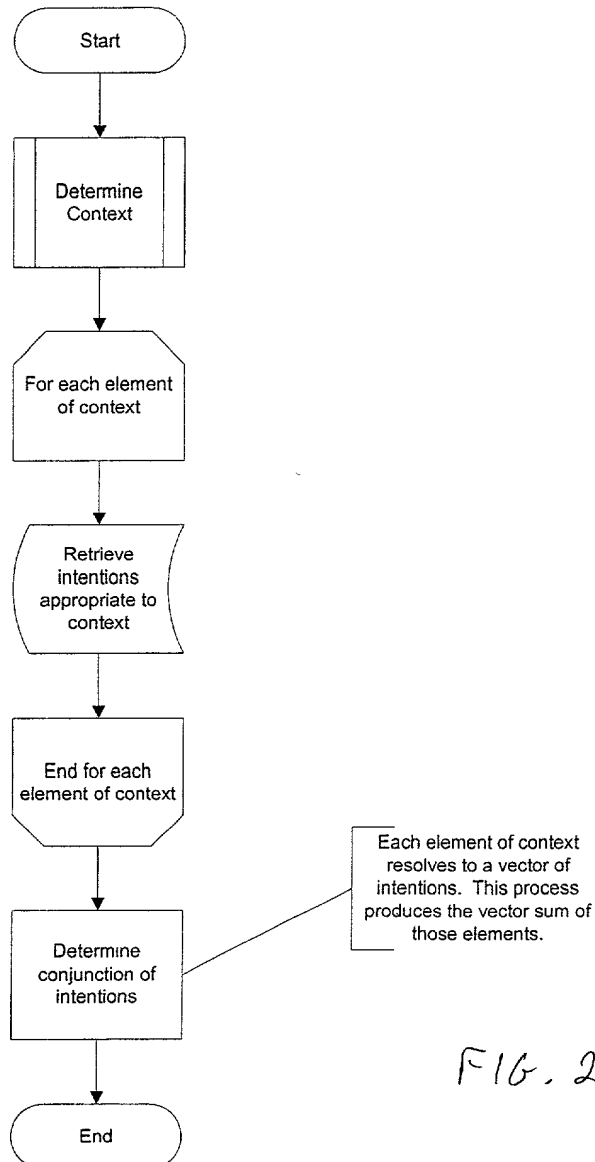 Start
Determine
Context
For each element
of context
Retrieve
intentions
appropriate to
context
End for each
element of context
Each element of context
resolves to a vector of
intentions. This process
produces the vector sum of
those elements.
Determine
conjunction of
intentions
FIG. 2
End